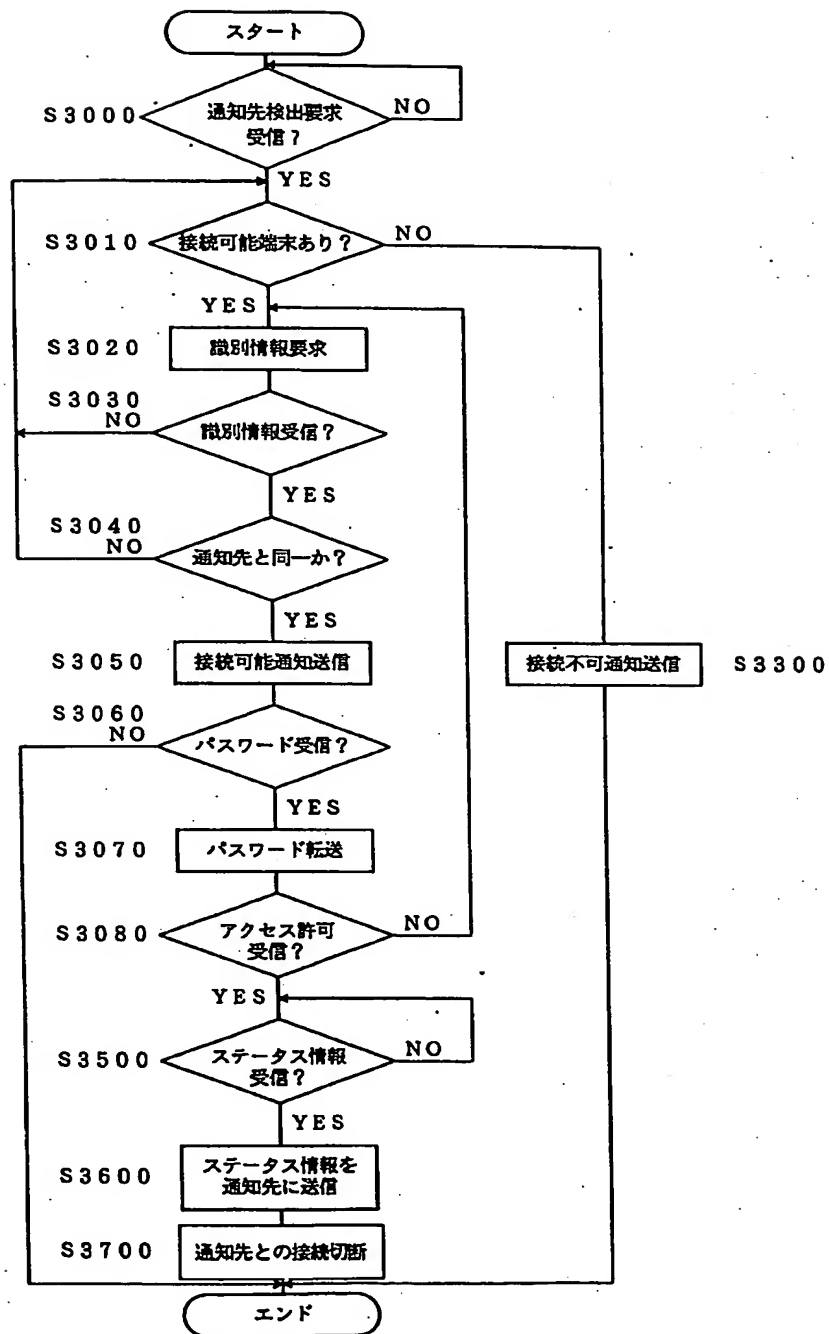 スタート
S3000
通知先検出要求
受信?
NO
YES
S3010
接続可能端末あり?
NO
YES
S3020
識別情報要求
S3030
NO
識別情報受信?
YES
S3040
NO
通知先と同一か?
YES
S3050
接続可能通知送信
接続不可通知送信
S3300
S3060
NO
パスワード受信?
YES
S3070
パスワード転送
S3080
アクセス許可
受信?
NO
YES
S3500
ステータス情報
受信?
NO
YES
S3600
ステータス情報を
通知先に送信
S3700
通知先との接続切断
エンド